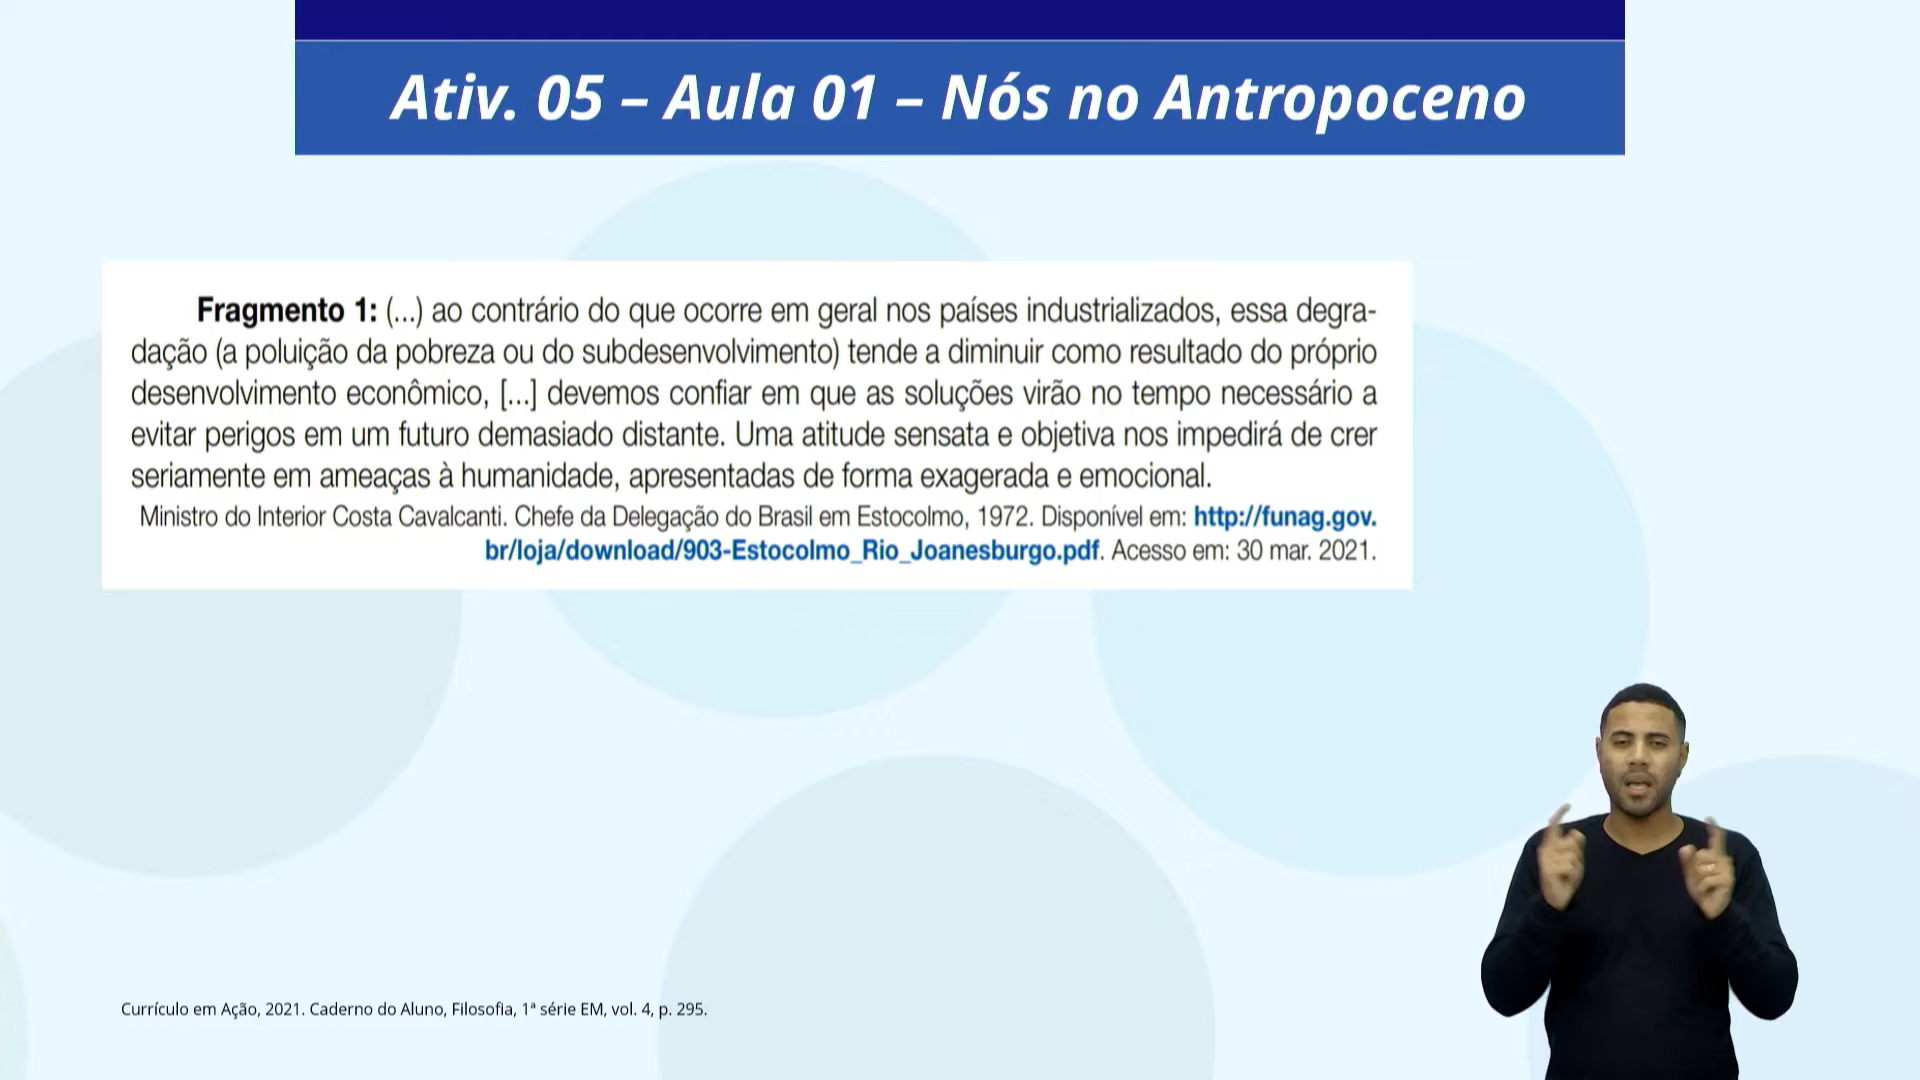 Ativ. 05 – Aula 01 – Nós no Antropoceno
Fragmento 1: (...) ao contrário do que ocorre em geral nos países industrializados, essa degra-
dação (a poluição da pobreza ou do subdesenvolvimento) tende a diminuir como resultado do próprio
desenvolvimento econômico, [...] devemos confiar em que as soluções virão no tempo necessário a
evitar perigos em um futuro demasiado distante. Uma atitude sensata e objetiva nos impedirá de crer
seriamente em ameaças à humanidade, apresentadas de forma exagerada e emocional.
Ministro do Interior Costa Cavalcanti. Chefe da Delegação do Brasil em Estocolmo, 1972. Disponível em: http://funag.gov.
br/loja/download/903-Estocolmo_Rio_Joanesburgo.pdf. Acesso em: 30 mar. 2021.
Currículo em Ação, 2021. Caderno do Aluno, Filosofia, 1ª série EM, vol. 4, p. 295.